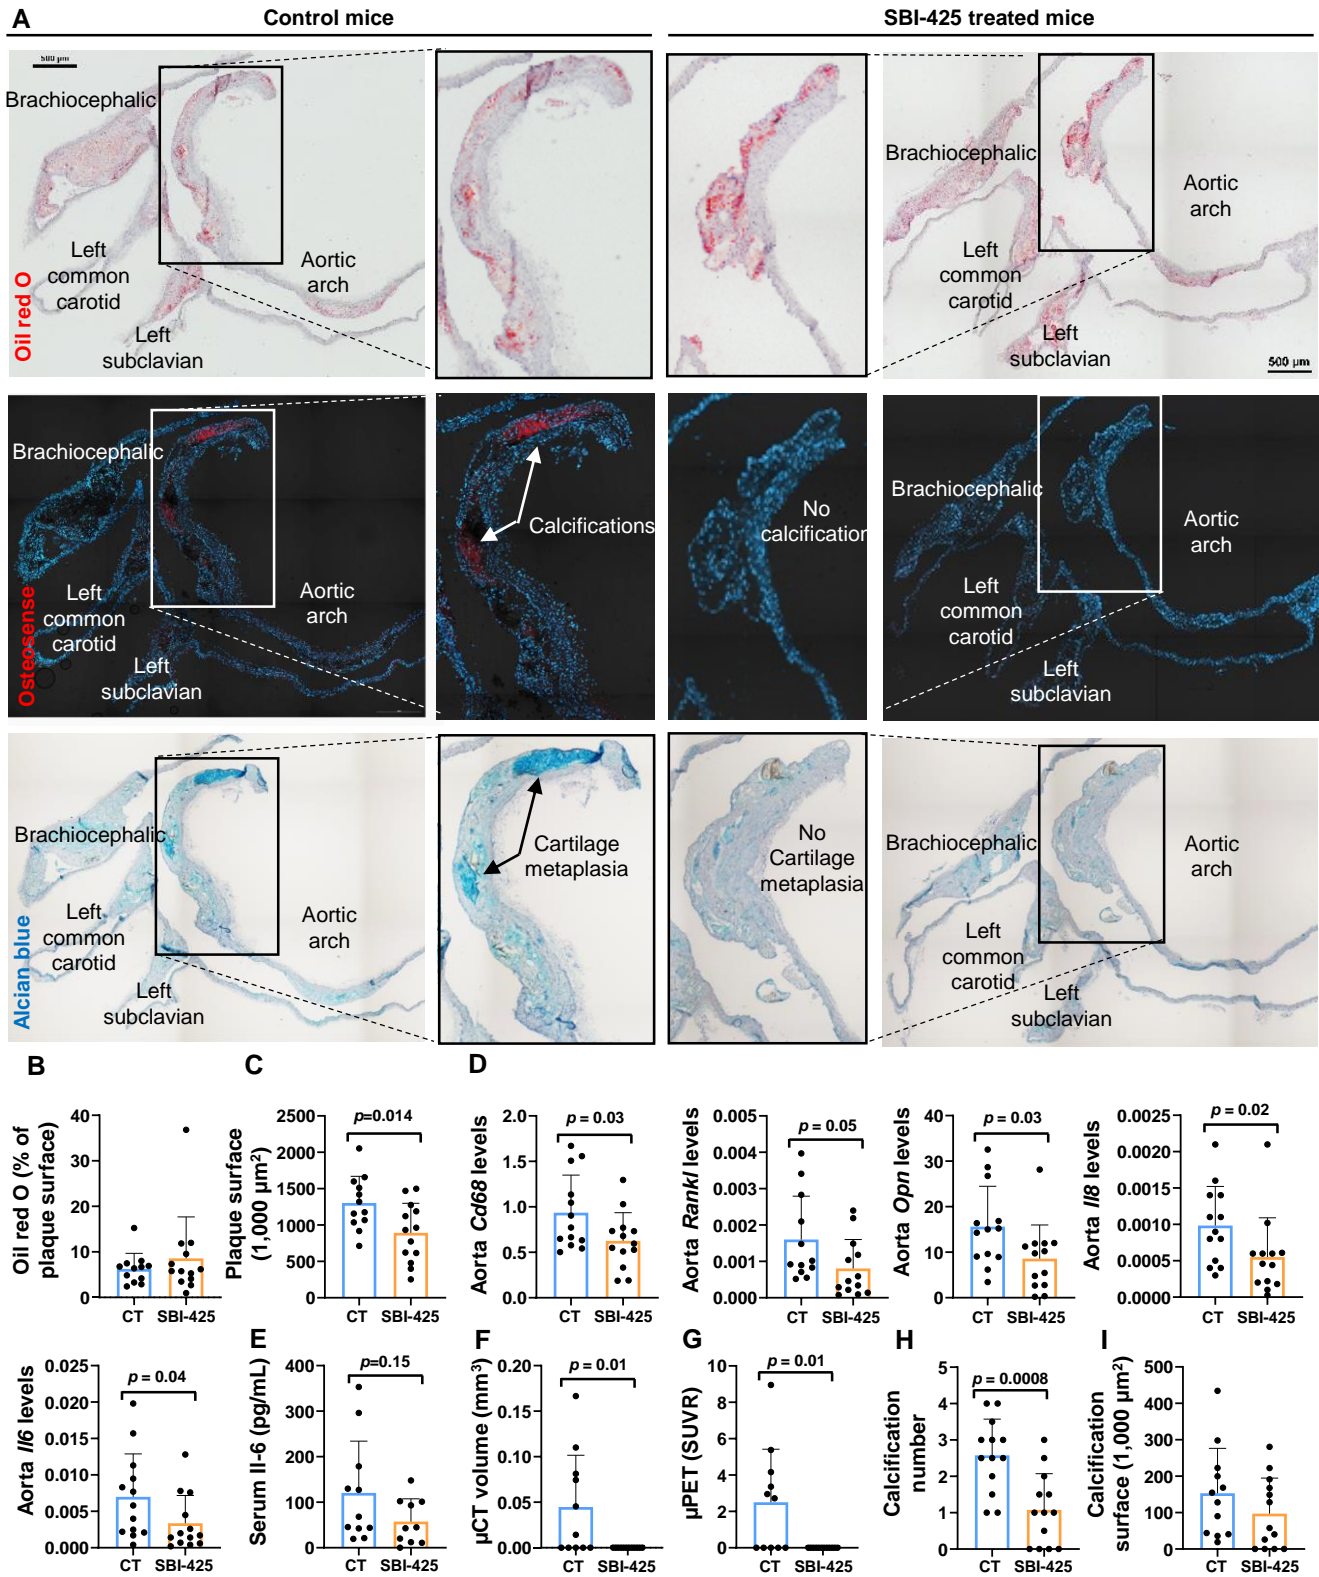 A
Control mice
SBI-425 treated mice
500 µm
Brachiocephalic
Left
common
carotid
Left
subclavian
Aortic
arch
Oil red O
Brachiocephalic
Left
common
carotid
Left
subclavian
Aortic
arch
500 µm
Brachiocephalic
Left
common
carotid
Left
subclavian
Aortic
arch
Osteosense
Calcifications
No
calcification
Brachiocephalic
Left
common
carotid
Left
subclavian
Aortic
arch
Brachiocephalic
Left
common
carotid
Left
subclavian
Aortic
arch
Alcian blue
Cartilage
metaplasia
No
Cartilage
metaplasia
Brachiocephalic
Left
common
carotid
Left
subclavian
Aortic
arch
B
Oil red O (% of
plaque surface)
40
30
20
10
0
CT SBI-425
C
Plaque surface
(1,000 µm²)
2500
2000
1500
1000
500
0
p=0.014
CT SBI-425
D
Aorta Cd68 levels
2.0
1.5
1.0
0.5
0.0
p = 0.03
CT SBI-425
Aorta Rankl levels
0.005
0.004
0.003
0.002
0.001
0.000
p = 0.05
CT SBI-425
Aorta Opn levels
40
30
20
10
0
p = 0.03
CT SBI-425
Aorta Il8 levels
0.0025
0.0020
0.0015
0.0010
0.0005
0.0000
p = 0.02
CT SBI-425
Aorta Il6 levels
0.025
0.020
0.015
0.010
0.005
0.000
p = 0.04
CT SBI-425
E
Serum Il-6 (pg/mL)
400
300
200
100
0
p=0.15
CT SBI-425
F
µCT volume (mm³)
0.20
0.15
0.10
0.05
0.00
p = 0.01
CT SBI-425
G
µPET (SUVR)
10
8
6
4
2
0
p = 0.01
CT SBI-425
H
Calcification
number
5
4
3
2
1
0
p = 0.0008
CT SBI-425
I
Calcification
surface (1,000 µm²)
500
400
300
200
100
0
CT SBI-425